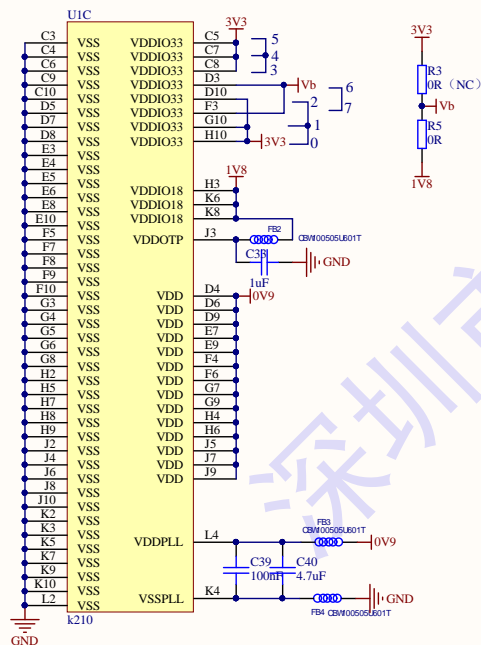 U1C
C3 VSS VDDIO33 C5 3V3
C4 VSS VDDIO33 C7 5
C6 VSS VDDIO33 C8 4
C9 VSS VDDIO33 D3 3
C10 VSS VDDIO33 D10 Vb 6
D5 VSS VDDIO33 F3 2 7
D7 VSS VDDIO33 G10 1
D8 VSS VDDIO33 H10 3V3 0
E3 VSS
E4 VSS
E5 VSS VDDIO18 H3 1V8
E6 VSS VDDIO18 K6
E8 VSS VDDIO18 K8
E10 VSS
F5 VSS VDDOTP J3 FB2 CBW100505U601T
F7 VSS C33
F8 VSS 1uF GND
F9 VSS
F10 VSS VDD D4 0V9
G3 VSS VDD D6
G4 VSS VDD D9
G5 VSS VDD E7
G6 VSS VDD E9
G8 VSS VDD F4
H2 VSS VDD F6
H5 VSS VDD G7
H7 VSS VDD G9
H8 VSS VDD H4
H9 VSS VDD H6
J2 VSS VDD J5
J4 VSS VDD J7
J6 VSS VDD J9
J8 VSS
J10 VSS
K2 VSS
K3 VSS FB3 CBW100505U601T
K5 VSS VDDPLL L4 0V9
K7 VSS C39 C40
K9 VSS 100nF 4.7uF
K10 VSS VSSPLL K4 GND
L2 VSS FB4 CBW100505U601T
k210
GND
3V3
R3
0R（NC）
Vb
R5
0R
1V8
深圳市